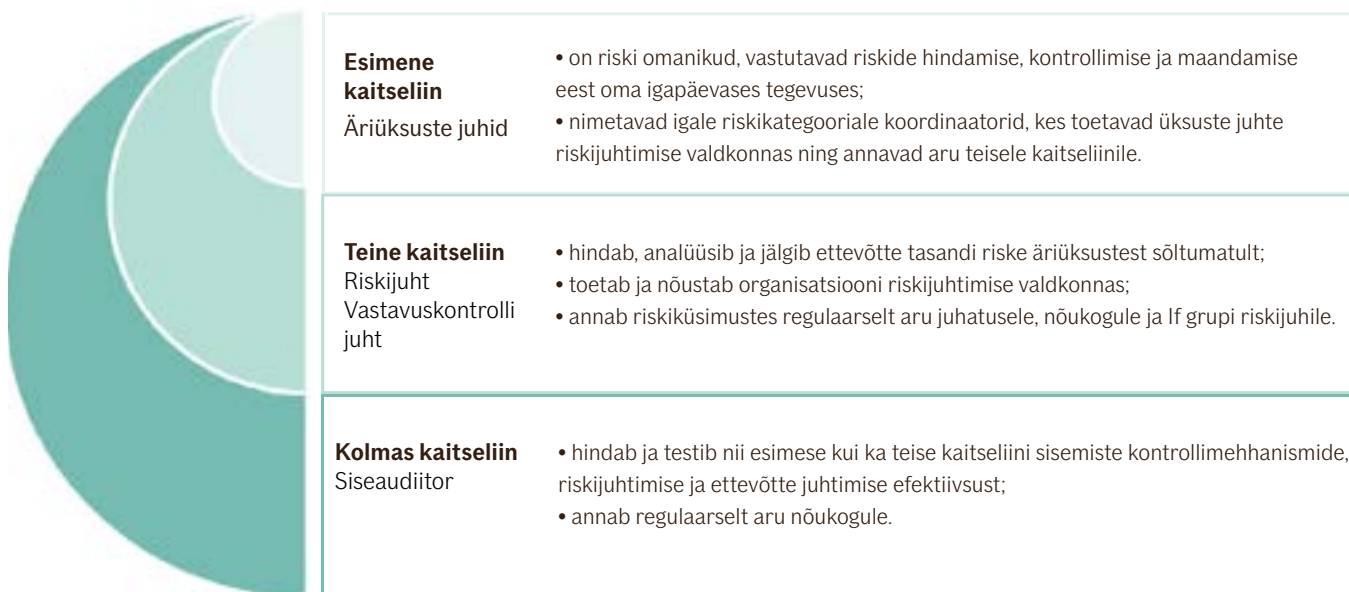 Esimene
kaitseliin
Äriüksuste juhid
• on riski omanikud, vastutavad riskide hindamise, kontrollimise ja maandamise
eest oma igapäevases tegevuses;
• nimetavad igale riskikategooriale koordinaatorid, kes toetavad üksuste juhte
riskijuhtimise valdkonnas ning annavad aru teisele kaitseliinile.
Teine kaitseliin
Riskijuht
Vastavuskontrolli
juht
• hindab, analüüsib ja jälgib ettevõtte tasandi riske äriüksustest sõltumatult;
• toetab ja nõustab organisatsiooni riskijuhtimise valdkonnas;
• annab riskiküsimustes regulaarselt aru juhatusele, nõukogule ja If grupi riskijuhile.
Kolmas kaitseliin
Siseaudiitor
• hindab ja testib nii esimese kui ka teise kaitseliini sisemiste kontrollimehhanismide,
riskijuhtimise ja ettevõtte juhtimise efektiivsust;
• annab regulaarselt aru nõukogule.